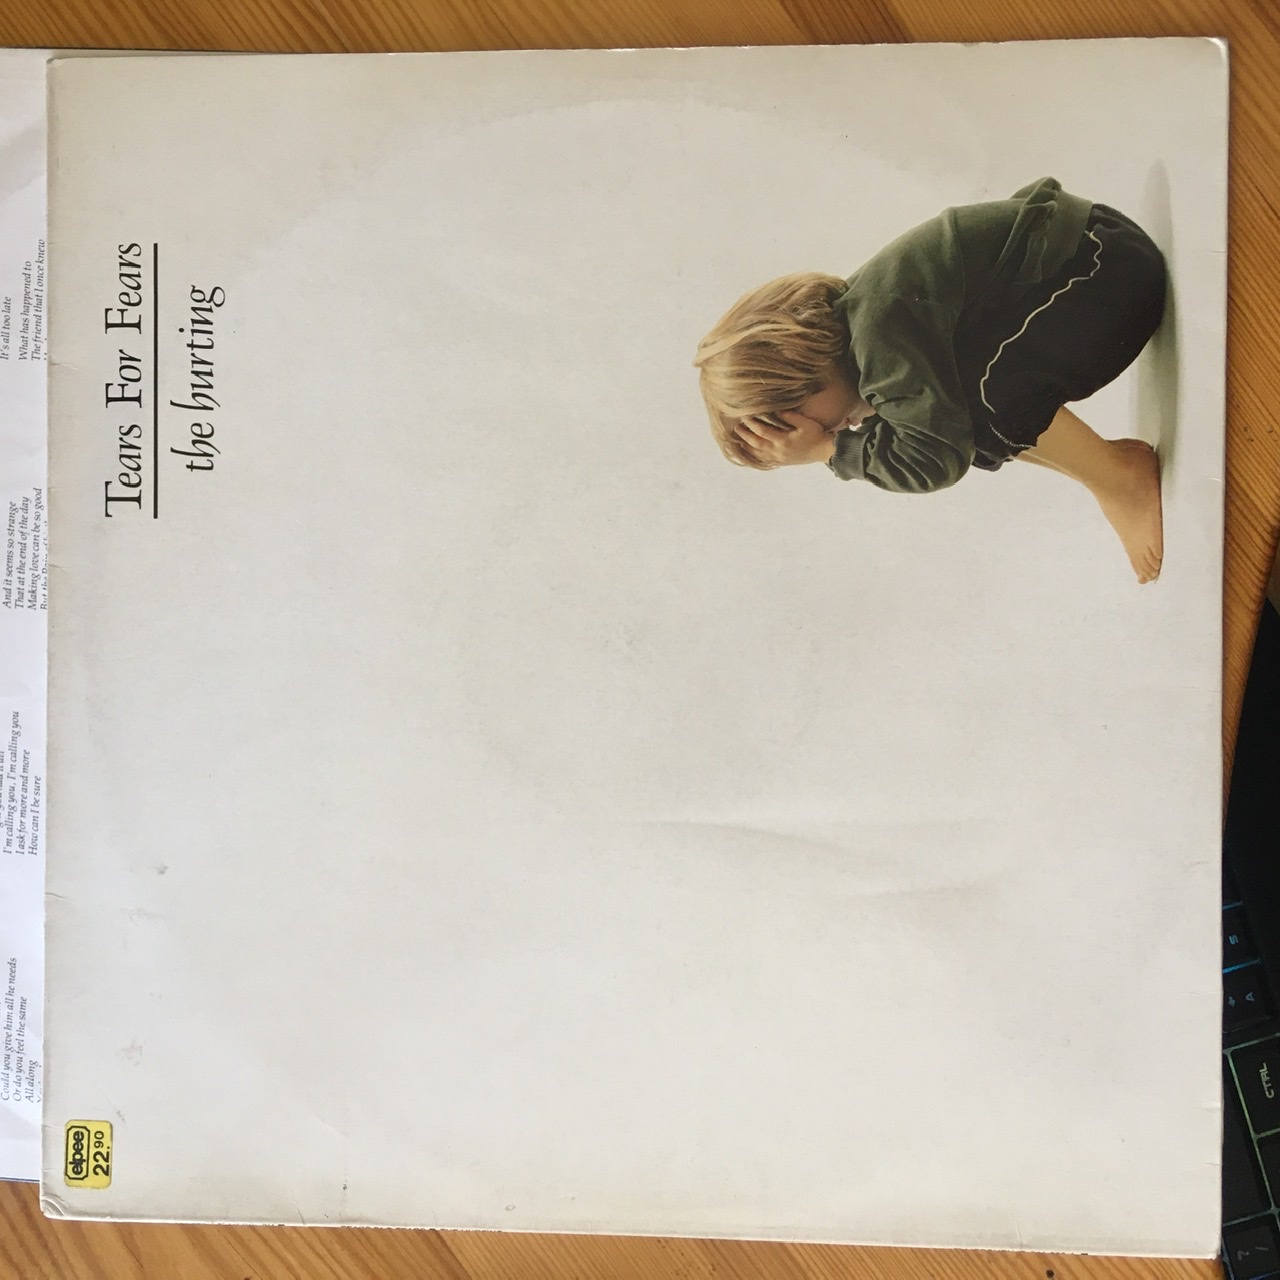 Tears For Fears
the hurting
elpee
22.90
It's all too late
What has happened to
The friend that I once knew
And it seems so strange
That at the end of the day
Making love can be so good
I'm calling you, I'm calling you
I ask for more and more
How can I be sure
Could you give him all he needs
Or do you feel the same
All along
S
A
CTRL